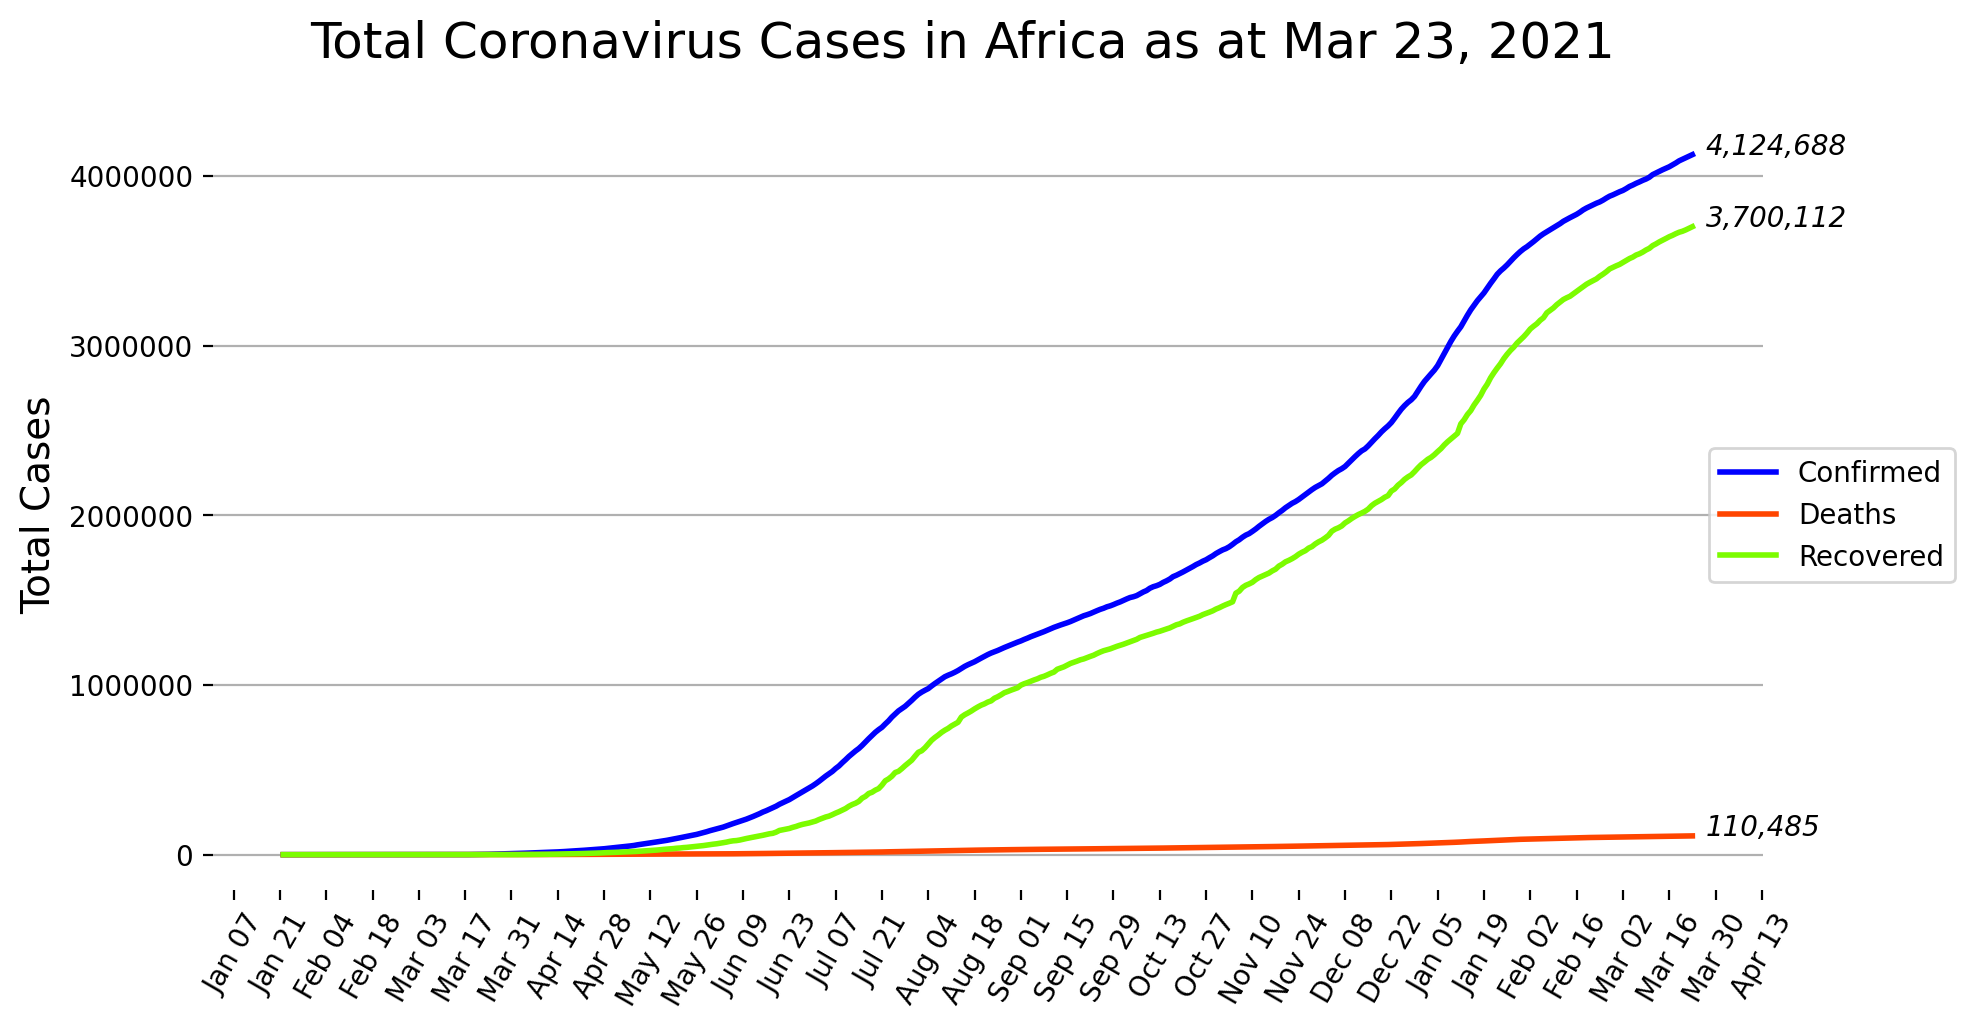 Total Coronavirus Cases in Africa as at Mar 23, 2021
Total Cases
4000000
3000000
2000000
1000000
0
4,124,688
3,700,112
110,485
Confirmed
Deaths
Recovered
Jan 07
Jan 21
Feb 04
Feb 18
Mar 03
Mar 17
Mar 31
Apr 14
Apr 28
May 12
May 26
Jun 09
Jun 23
Jul 07
Jul 21
Aug 04
Aug 18
Sep 01
Sep 15
Sep 29
Sep 13
Oct 13
Oct 27
Nov 10
Nov 24
Dec 08
Dec 22
Jan 05
Jan 19
Feb 02
Feb 16
Mar 02
Mar 16
Mar 30
Apr 13